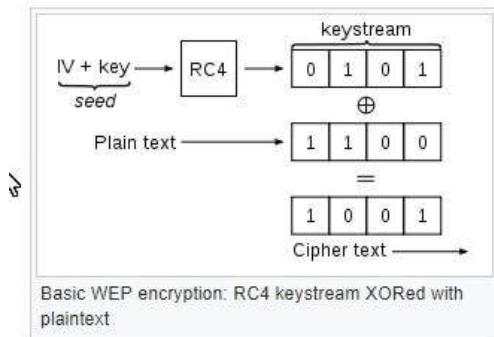 keystream
IV + key RC4 0 1 0 1
seed
⊕
Plain text 1 1 0 0
=
1 0 0 1
Cipher text
Basic WEP encryption: RC4 keystream XORed with
plaintext